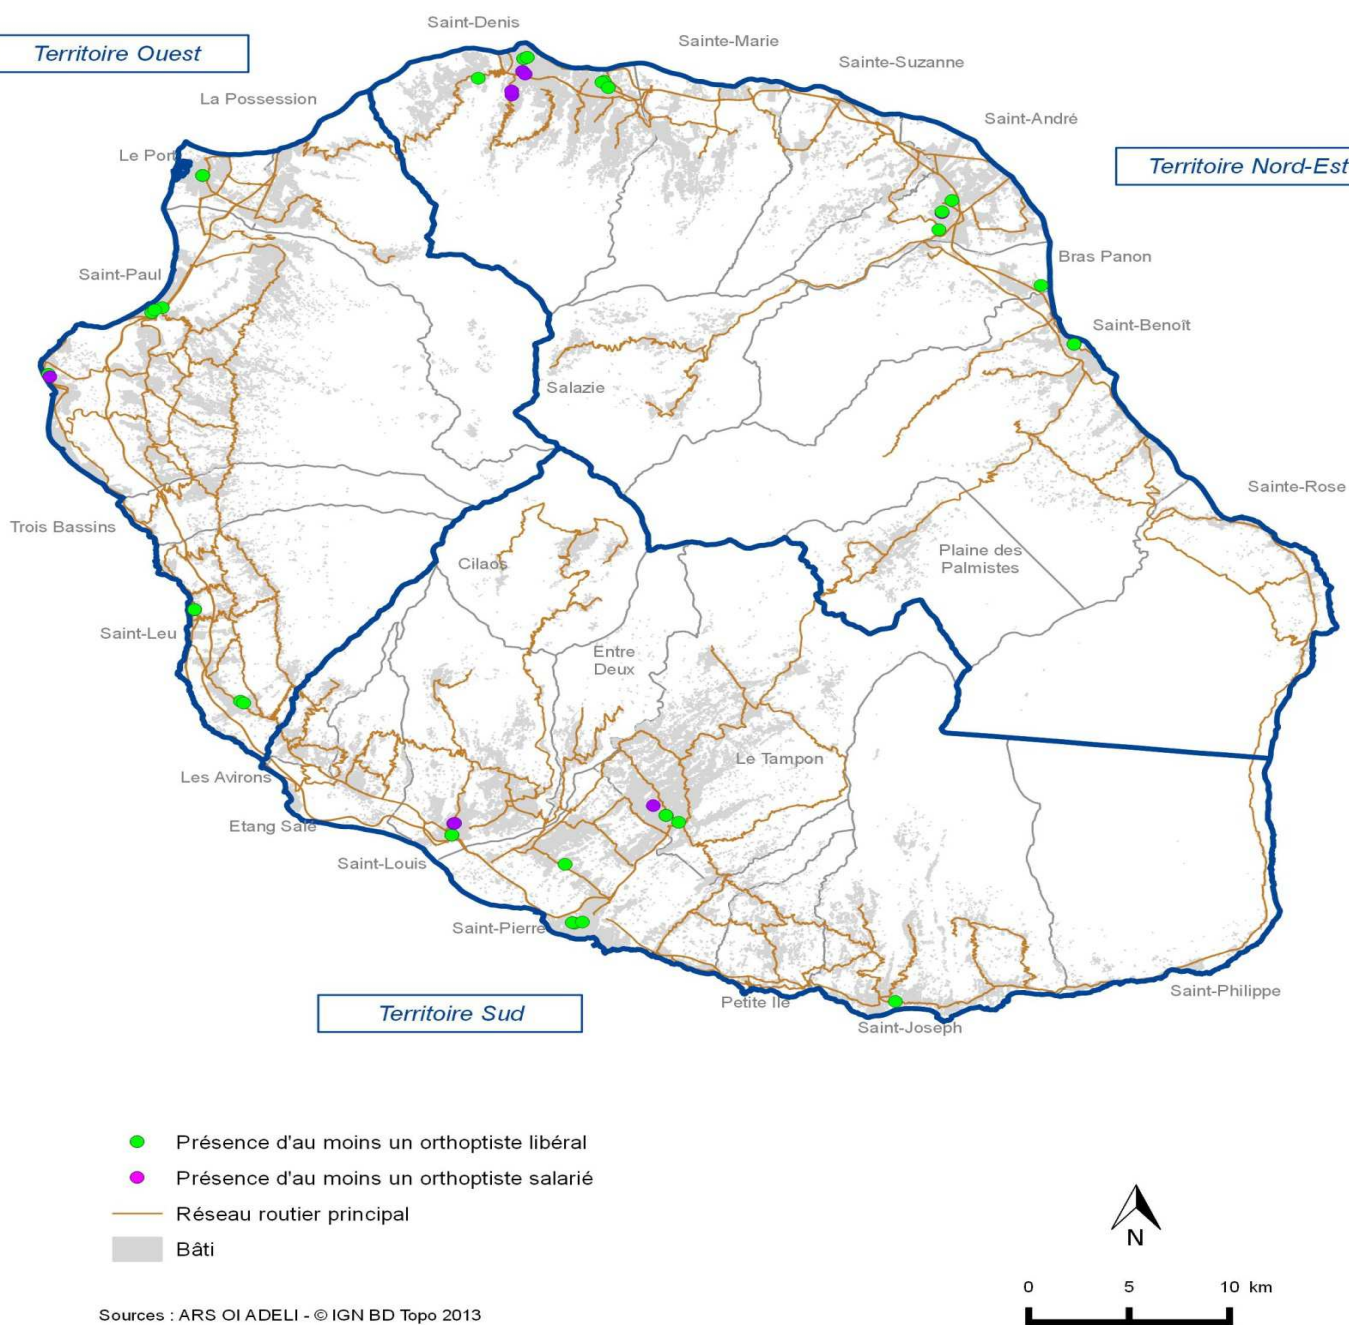 Saint-Denis
Territoire Ouest
Sainte-Marie
Sainte-Suzanne
La Possession
Saint-André
Le Port
Territoire Nord-Est
Bras Panon
Saint-Paul
Saint-Benoît
Salazie
Sainte-Rose
Trois Bassins
Plaine des
Palmistes
Cilaos
Saint-Leu
Entre
Deux
Le Tampon
Les Avirons
Etang Salé
Saint-Louis
Saint-Pierre
Saint-Philippe
Petite Ile
Territoire Sud
Saint-Joseph
Présence d'au moins un orthoptiste libéral
Présence d'au moins un orthoptiste salarié
Réseau routier principal
Bâti
N
0 5 10 km
Sources : ARS OI ADELI - © IGN BD Topo 2013